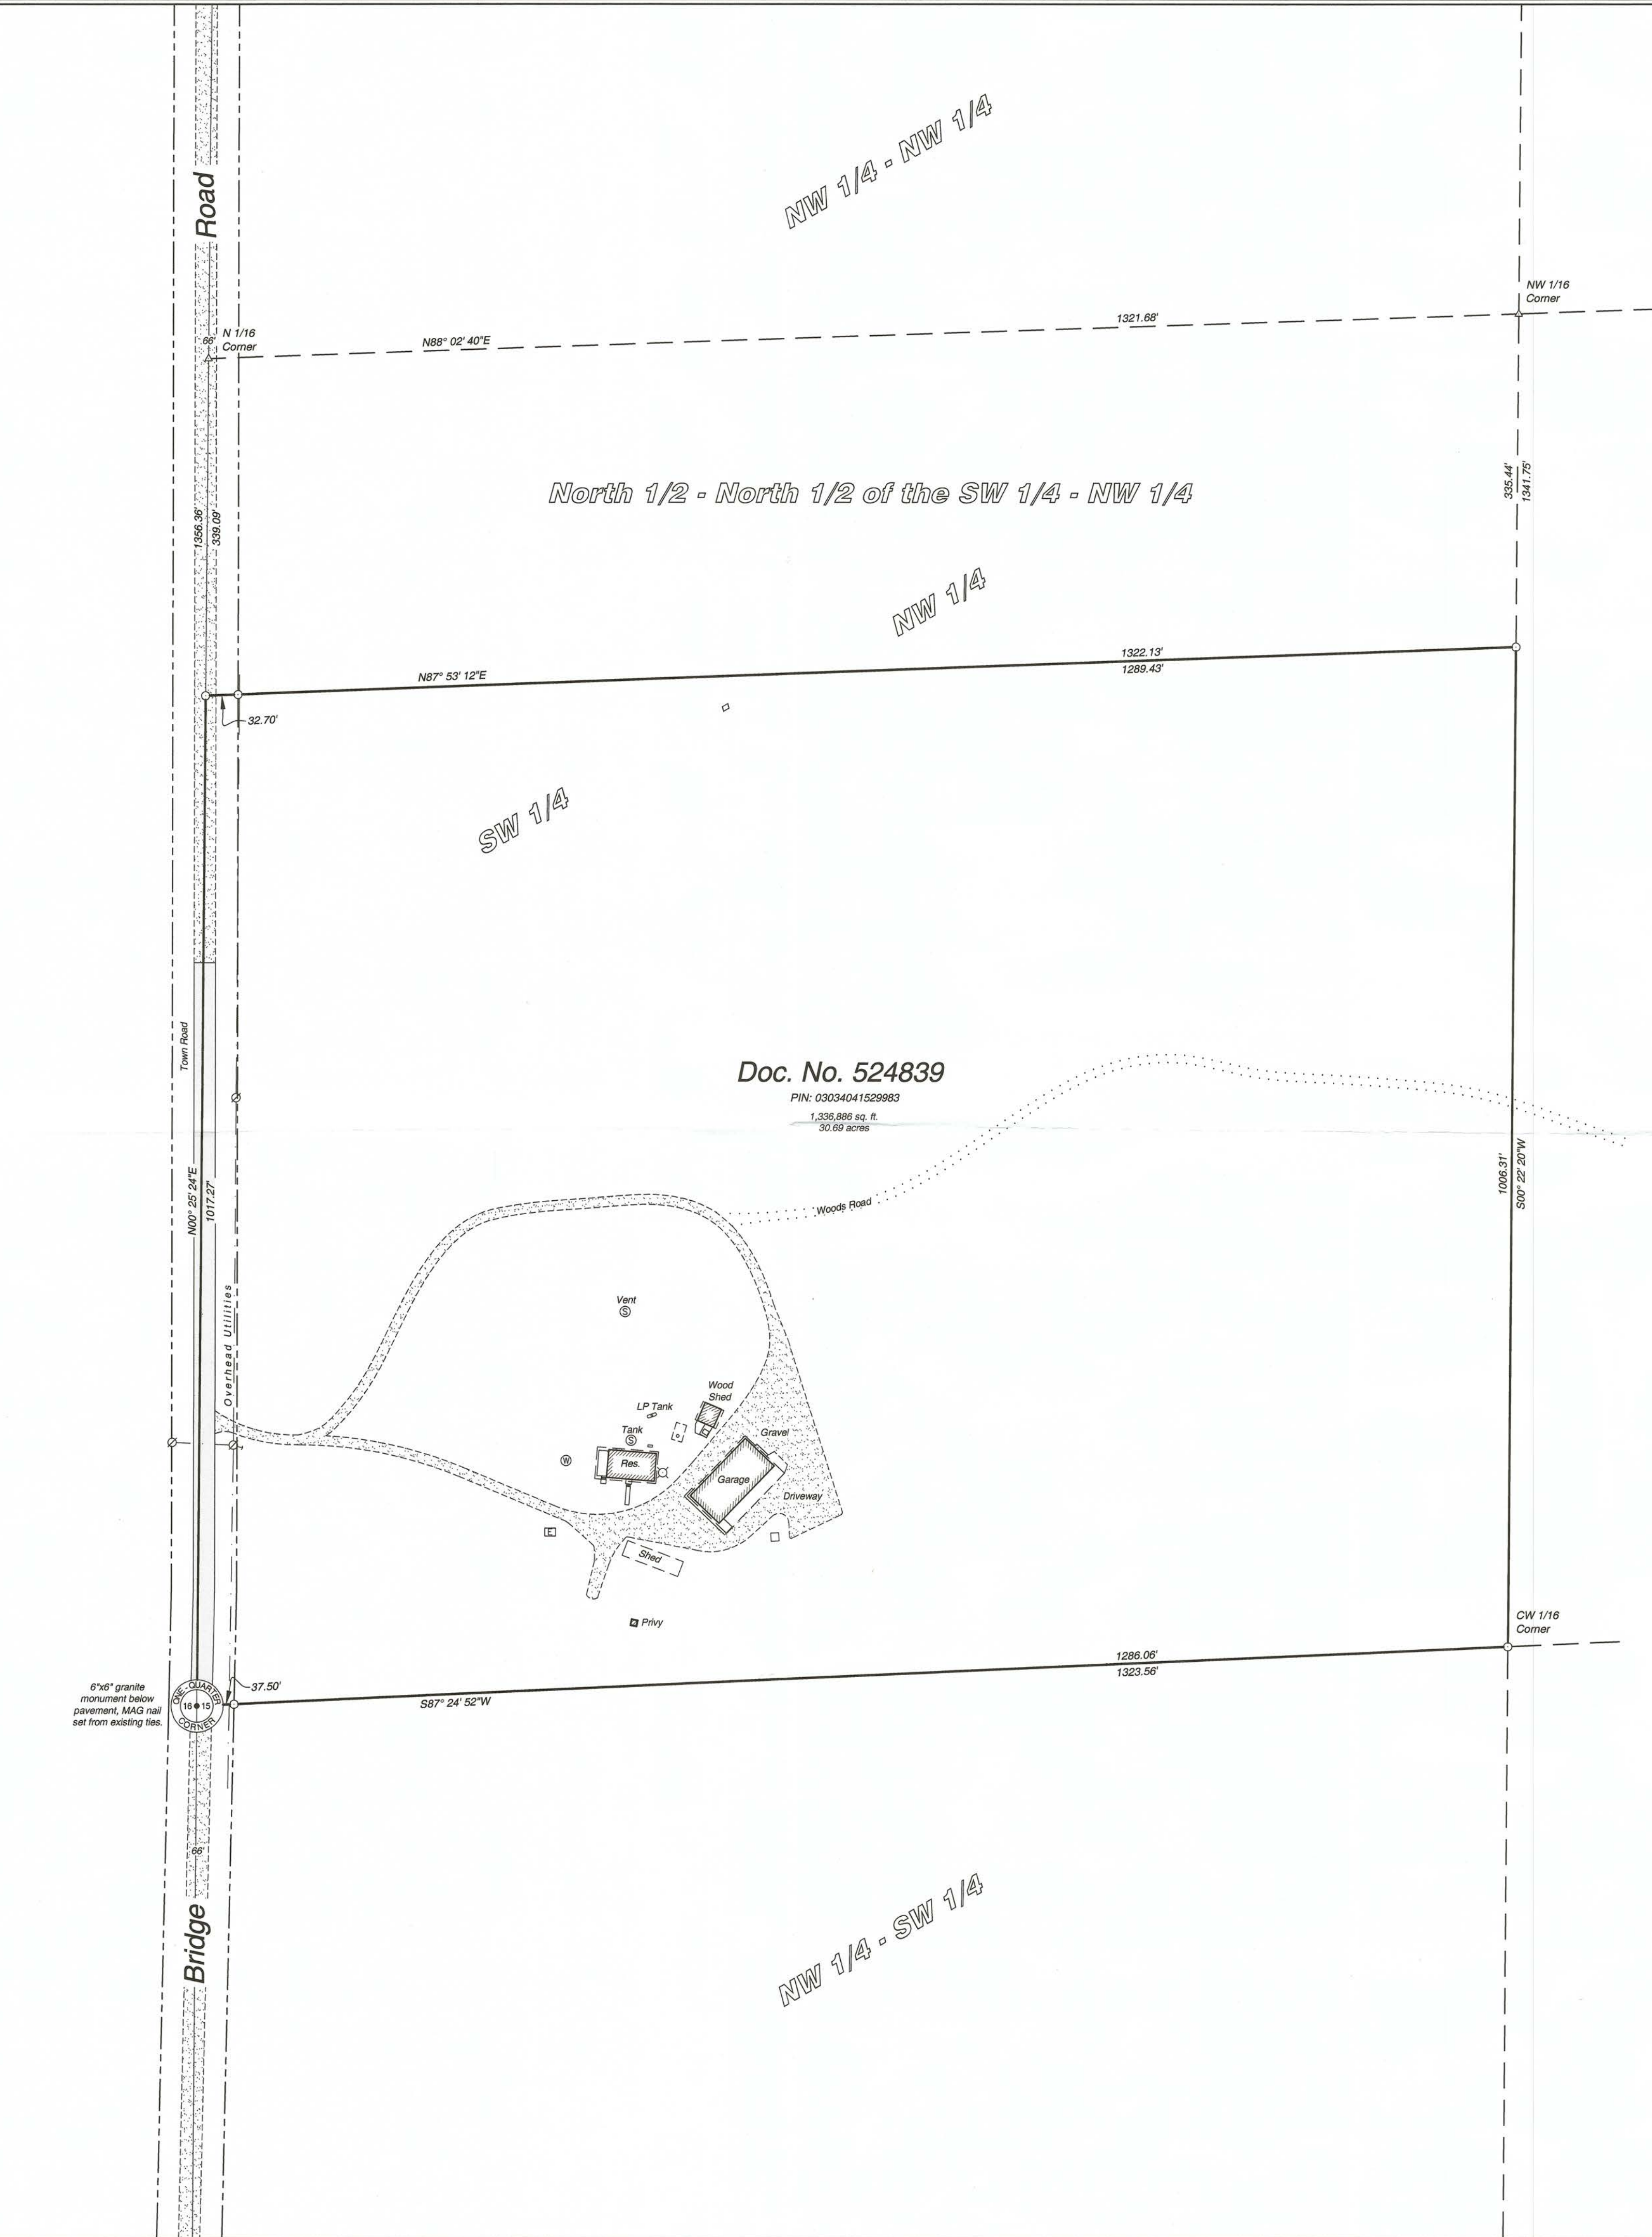 NW 1/4 - NW 1/4
Road
NW 1/16
Corner
1321.68'
N 1/16
Corner
66'
N88° 02' 40"E
335.44'
1341.75'
North 1/2 - North 1/2 of the SW 1/4 - NW 1/4
1356.36'
339.09'
NW 1/4
1322.13'
1289.43'
N87° 53' 12"E
32.70'
SW 1/4
Town Road
Doc. No. 524839
PIN: 03034041529983
1,336,886 sq. ft.
30.69 acres
N00° 25' 24"E
1017.27'
1006.31'
S00° 22' 20"W
Woods Road
Overhead Utilities
Vent
S
Wood
Shed
LP Tank
Tank
S
Gravel
W
Res.
Garage
Driveway
E
Shed
Privy
CW 1/16
Corner
1286.06'
1323.56'
37.50'
S87° 24' 52"W
6"x6" granite
monument below
pavement, MAG nail
set from existing ties.
ONE-QUARTER
16 15
CORNER
66'
Bridge
NW 1/4 - SW 1/4